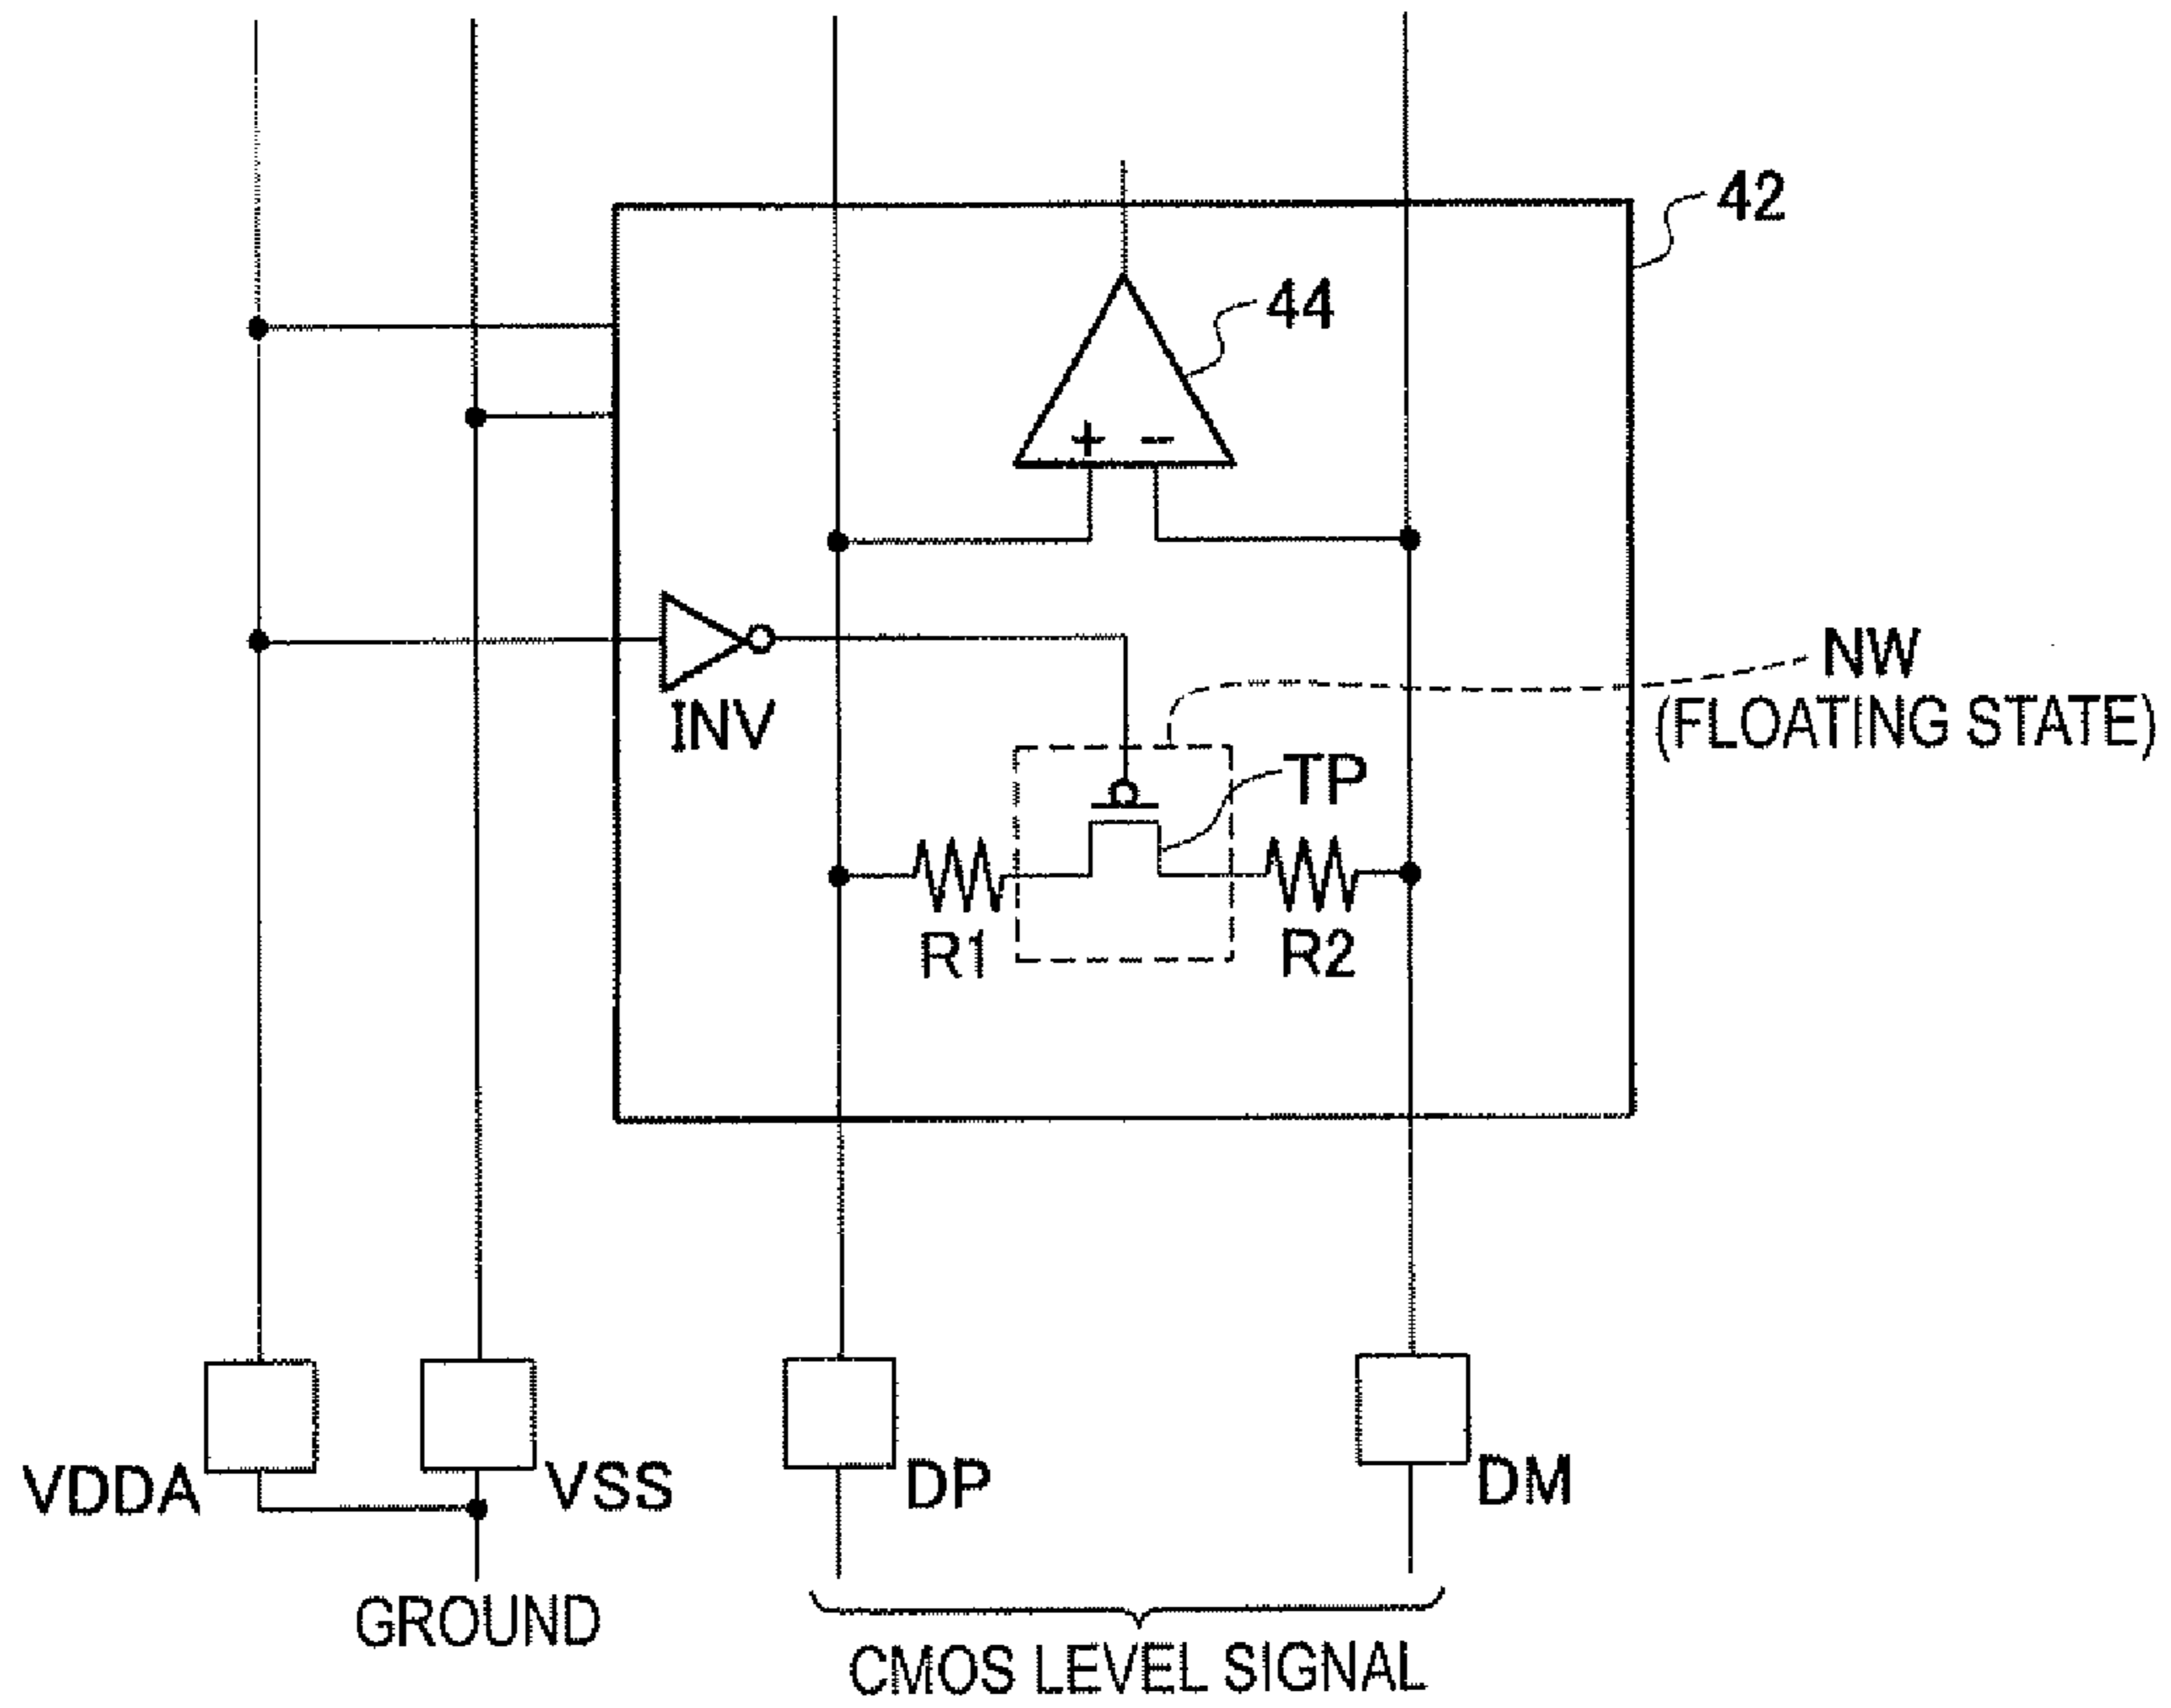 42
44
+ −
NW
(FLOATING STATE)
INV
TP
R1
R2
VDDA
VSS
DP
DM
GROUND
CMOS LEVEL SIGNAL